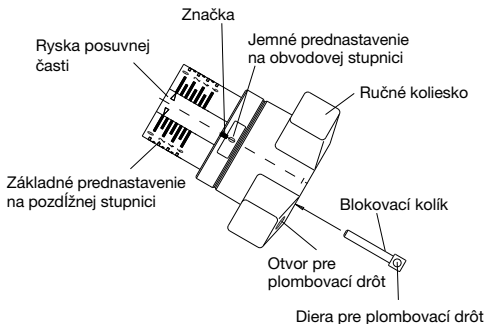 Značka
Ryska posuvnej
časti
Jemné prednastavenie
na obvodovej stupnici
Ručné koliesko
Základné prednastavenie
na pozdĺžnej stupnici
Blokovací kolík
Otvor pre
plombovací drôt
Diera pre plombovací drôt